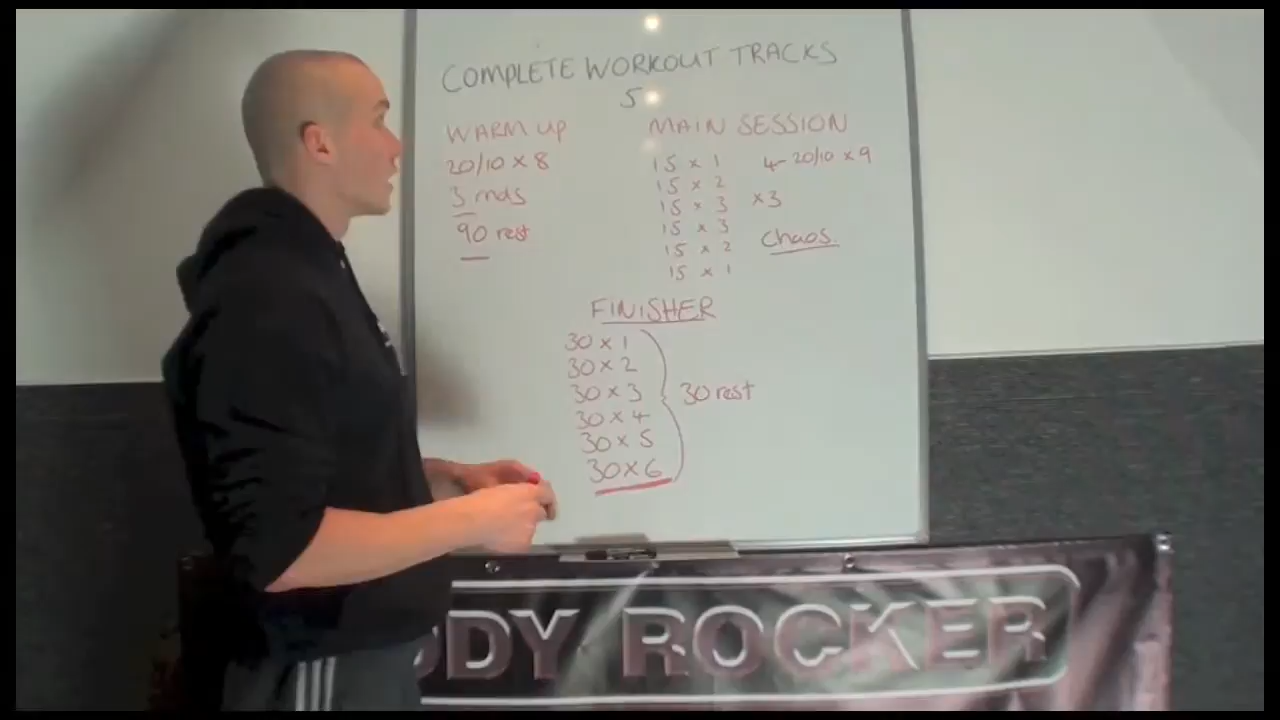 COMPLETE WORKOUT TRACKS
5
WARM UP
20/10 x 8
3 rnds
90 rest
MAIN SESSION
15 x 1
15 x 2
15 x 3
15 x 3
15 x 2
15 x 1
4- 20/10 x 9
x3
chaos.
FINISHER
30 x 1
30 x 2
30 x 3
30 x 4
30 x 5
30 x 6
30 rest
DY ROCKER